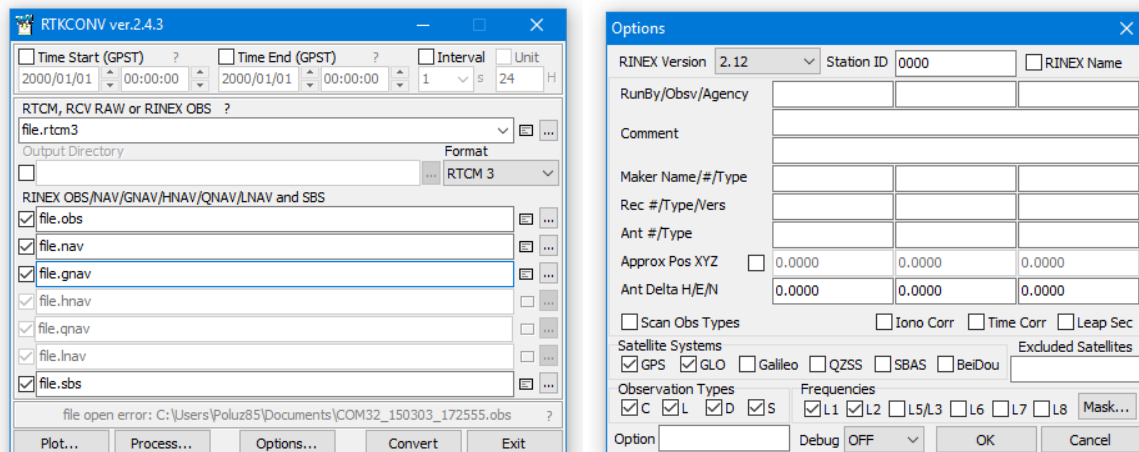 RTKCONV ver.2.4.3
Time Start (GPST) ? Time End (GPST) ? Interval Unit
2000/01/01 00:00:00 2000/01/01 00:00:00 1 s 24 H
RTCM, RCV RAW or RINEX OBS ?
file.rtcm3 ...
Output Directory Format
... RTCM 3
RINEX OBS/NAV/GNAV/HNAV/QNAV/LNAV and SBS
file.obs ...
file.nav ...
file.gnav ...
file.hnav ...
file.qnav ...
file.lnav ...
file.sbs ...
file open error: C:\Users\Poluz85\Documents\COM32_150303_172555.obs ?
Plot... Process... Options... Convert Exit
Options
RINEX Version 2.12 Station ID 0000 RINEX Name
RunBy/Obsv/Agency
Comment
Maker Name/#/Type
Rec #/Type/Vers
Ant #/Type
Approx Pos XYZ 0.0000 0.0000 0.0000
Ant Delta H/E/N 0.0000 0.0000 0.0000
Scan Obs Types Iono Corr Time Corr Leap Sec
Satellite Systems Excluded Satellites
GPS GLO Galileo QZSS SBAS BeiDou
Observation Types Frequencies
C L D S L1 L2 L5/L3 L6 L7 L8 Mask...
Option Debug OFF OK Cancel